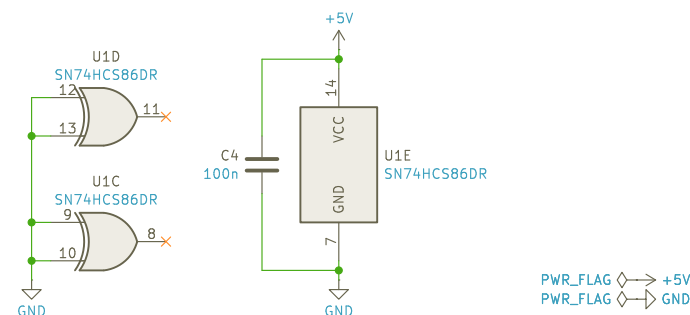 +5V
U1D
SN74HCS86DR
12
11
13
14
VCC
C4
100n
U1E
SN74HCS86DR
U1C
SN74HCS86DR
9
8
10
GND
7
PWR_FLAG +5V
PWR_FLAG GND
GND
GND